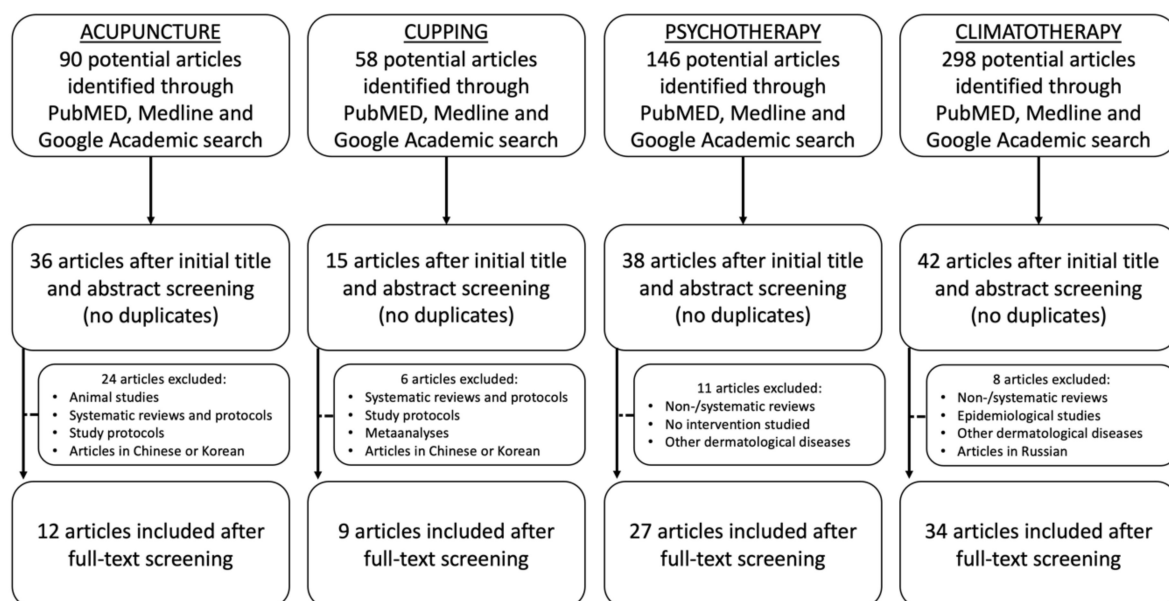 ACUPUNCTURE
90 potential articles
identified through
PubMED, Medline and
Google Academic search
36 articles after initial title
and abstract screening
(no duplicates)
24 articles excluded:
• Animal studies
• Systematic reviews and protocols
• Study protocols
• Articles in Chinese or Korean
12 articles included after
full-text screening
CUPPING
58 potential articles
identified through
PubMED, Medline and
Google Academic search
15 articles after initial title
and abstract screening
(no duplicates)
6 articles excluded:
• Systematic reviews and protocols
• Study protocols
• Metaanalyses
• Articles in Chinese or Korean
9 articles included after
full-text screening
PSYCHOTHERAPY
146 potential articles
identified through
PubMED, Medline and
Google Academic search
38 articles after initial title
and abstract screening
(no duplicates)
11 articles excluded:
• Non-/systematic reviews
• No intervention studied
• Other dermatological diseases
27 articles included after
full-text screening
CLIMATOTHERAPY
298 potential articles
identified through
PubMED, Medline and
Google Academic search
42 articles after initial title
and abstract screening
(no duplicates)
8 articles excluded:
• Non-/systematic reviews
• Epidemiological studies
• Other dermatological diseases
• Articles in Russian
34 articles included after
full-text screening